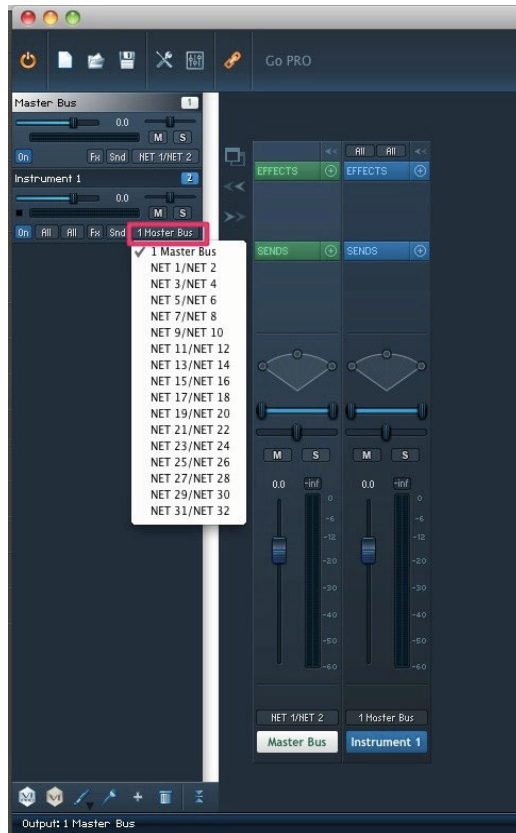 Go PRO
Master Bus 1
0.0
M S
On Fx Snd NET 1/NET 2
Instrument 1 2
0.0
M S
On All All Fx Snd 1 Master Bus
✓ 1 Master Bus
NET 1/NET 2
NET 3/NET 4
NET 5/NET 6
NET 7/NET 8
NET 9/NET 10
NET 11/NET 12
NET 13/NET 14
NET 15/NET 16
NET 17/NET 18
NET 19/NET 20
NET 21/NET 22
NET 23/NET 24
NET 25/NET 26
NET 27/NET 28
NET 29/NET 30
NET 31/NET 32
<< All All <<
EFFECTS EFFECTS
SENDS SENDS
M S M S
0.0 -inf 0.0 -inf
0 0
-6 -6
-12 -12
-20 -20
-30 -30
-40 -40
-50 -50
-60 -60
NET 1/NET 2 1 Master Bus
Master Bus Instrument 1
Output: 1 Master Bus